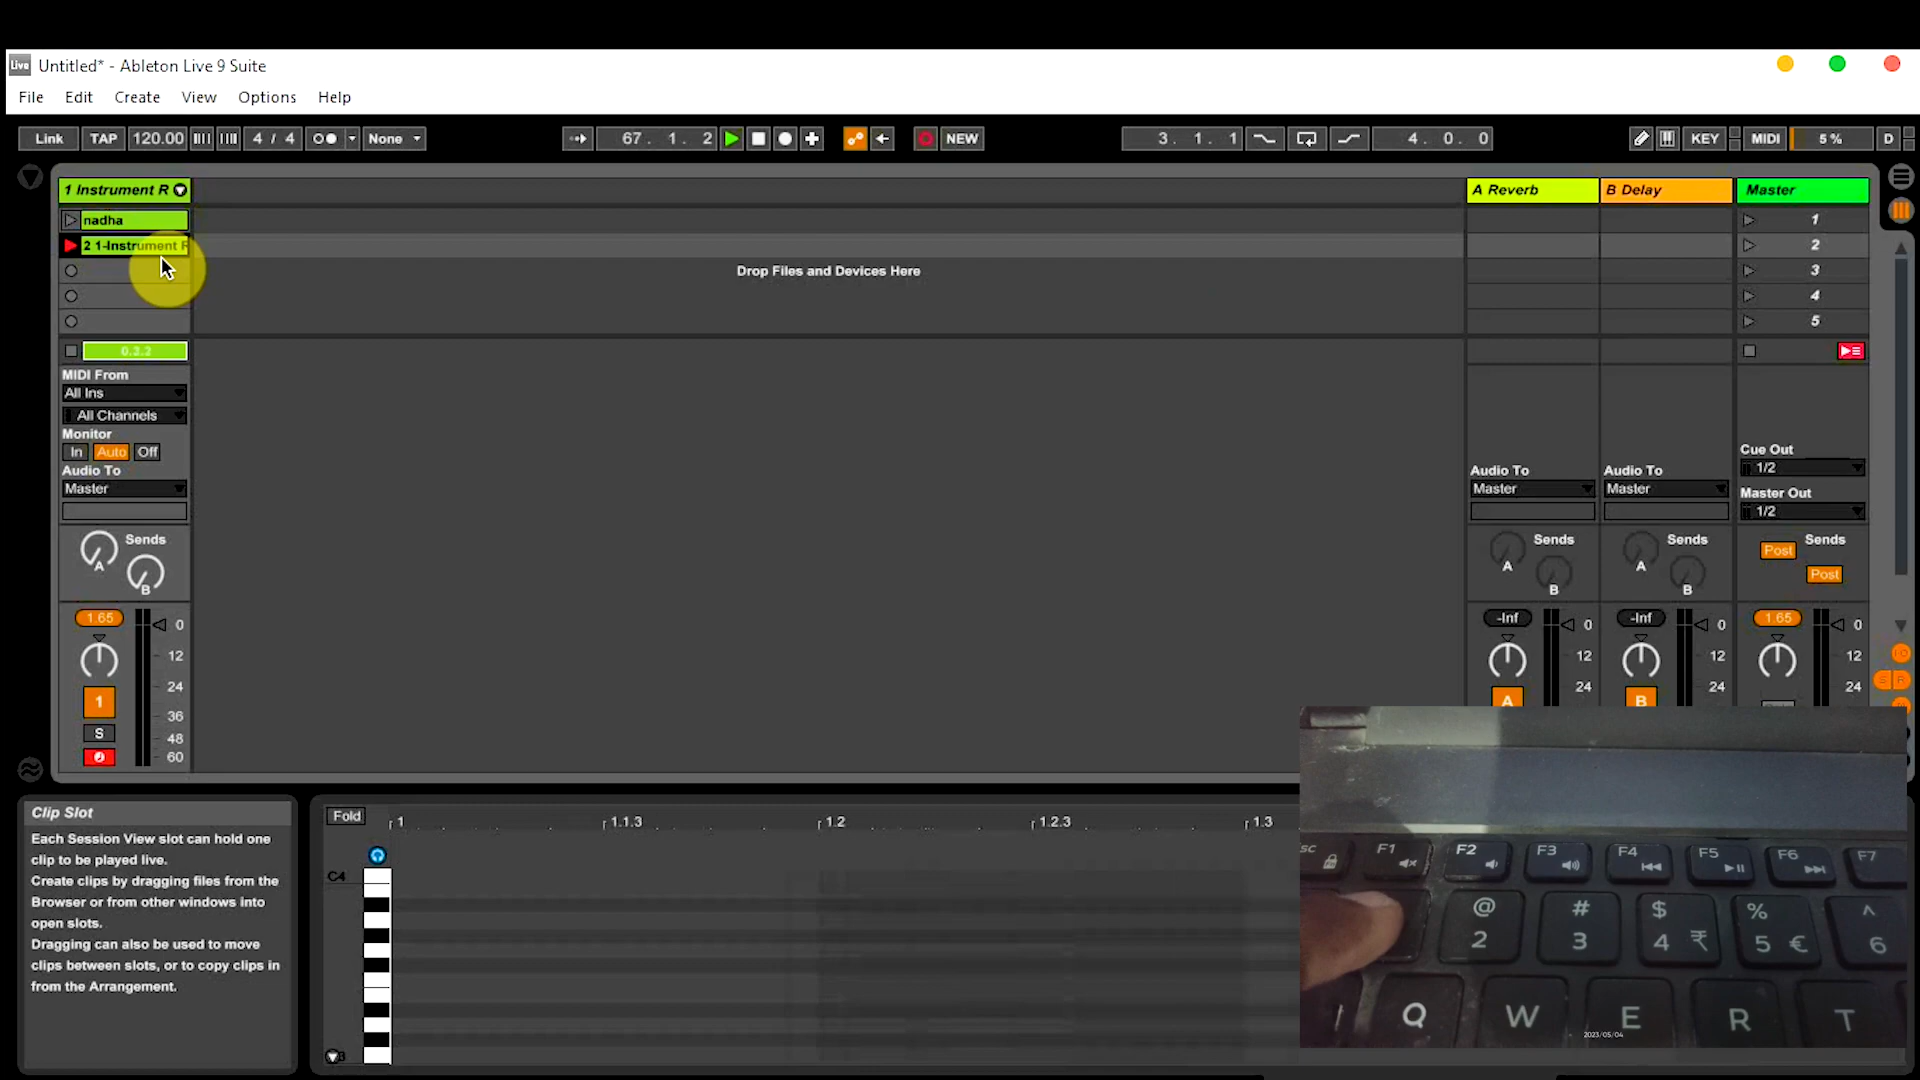 Live Untitled* - Ableton Live 9 Suite
File Edit Create View Options Help
Link TAP 120.00 4 / 4 None 67. 1. 2 NEW 3. 1. 1 4. 0. 0 KEY MIDI 5 % D
1 Instrument R A Reverb B Delay Master
nadha 1
2 1-Instrument R 2
Drop Files and Devices Here 3
4
5
0.3.2
MIDI From
All Ins
All Channels
Monitor
In Auto Off
Cue Out
1/2
Audio To Audio To Audio To
Master Master Master
Master Out
1/2
Sends Sends Sends Sends
A A A Post
B B B Post
1.65 0 -Inf 0 -Inf 0 1.65 0
12 12 12 12
24 24 24 24
1 A B
36
S 48
60
Clip Slot
Each Session View slot can hold one
clip to be played live.
Create clips by dragging files from the
Browser or from other windows into
open slots.
Dragging can also be used to move
clips between slots, or to copy clips in
from the Arrangement.
Fold 1 1.1.3 1.2 1.2.3 1.3
C4
sc F1 F2 F3 F4 F5 F6 F7
@ # $ % ^
2 3 4 ₹ 5 € 6
Q W E R T
2023/05/04